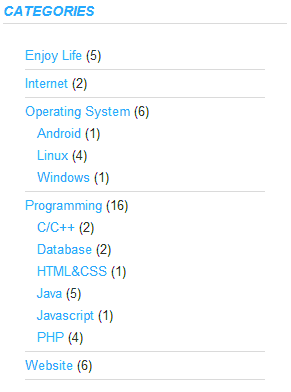 CATEGORIES
Enjoy Life (5)
Internet (2)
Operating System (6)
Android (1)
Linux (4)
Windows (1)
Programming (16)
C/C++ (2)
Database (2)
HTML&CSS (1)
Java (5)
Javascript (1)
PHP (4)
Website (6)